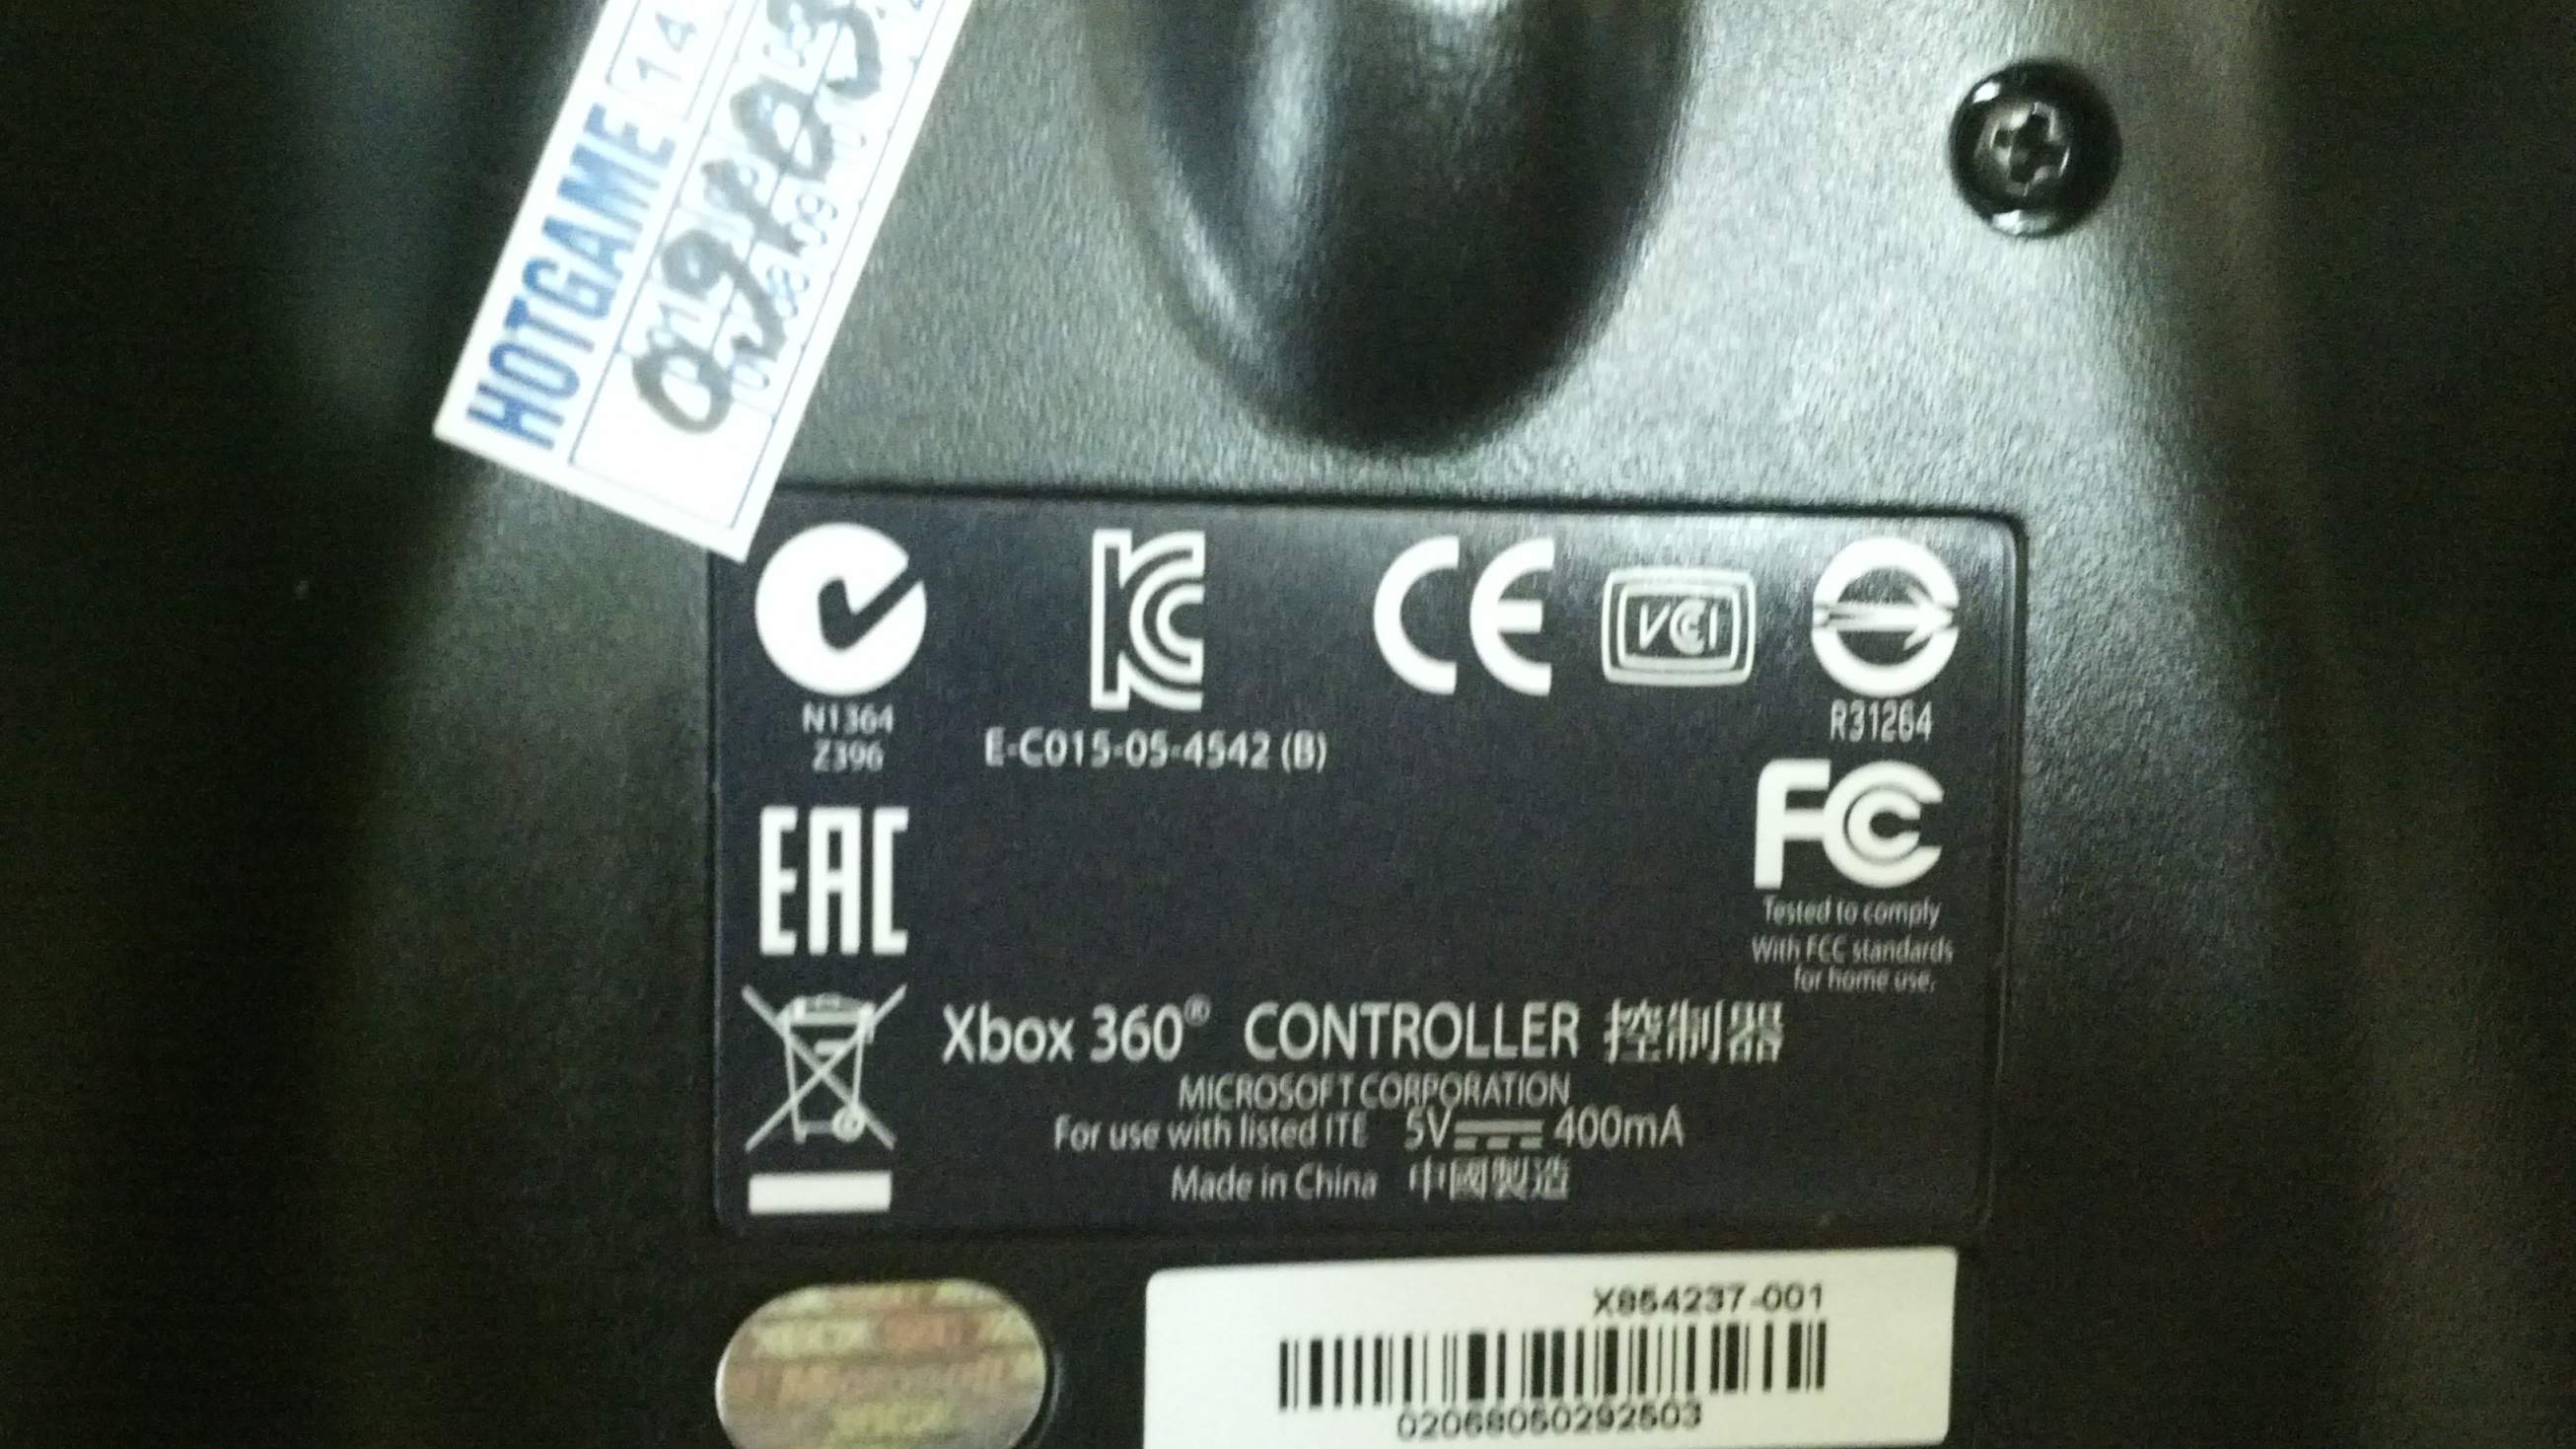 HOTGAME 14
N1364
Z396
E-C015-05-4542 (B)
CE
VCI
R31264
FC
Tested to comply
With FCC standards
for home use.
EAC
Xbox 360® CONTROLLER 控制器
MICROSOFT CORPORATION
For use with listed ITE 5V 400mA
Made in China 中國製造
X854237-001
02068050292503